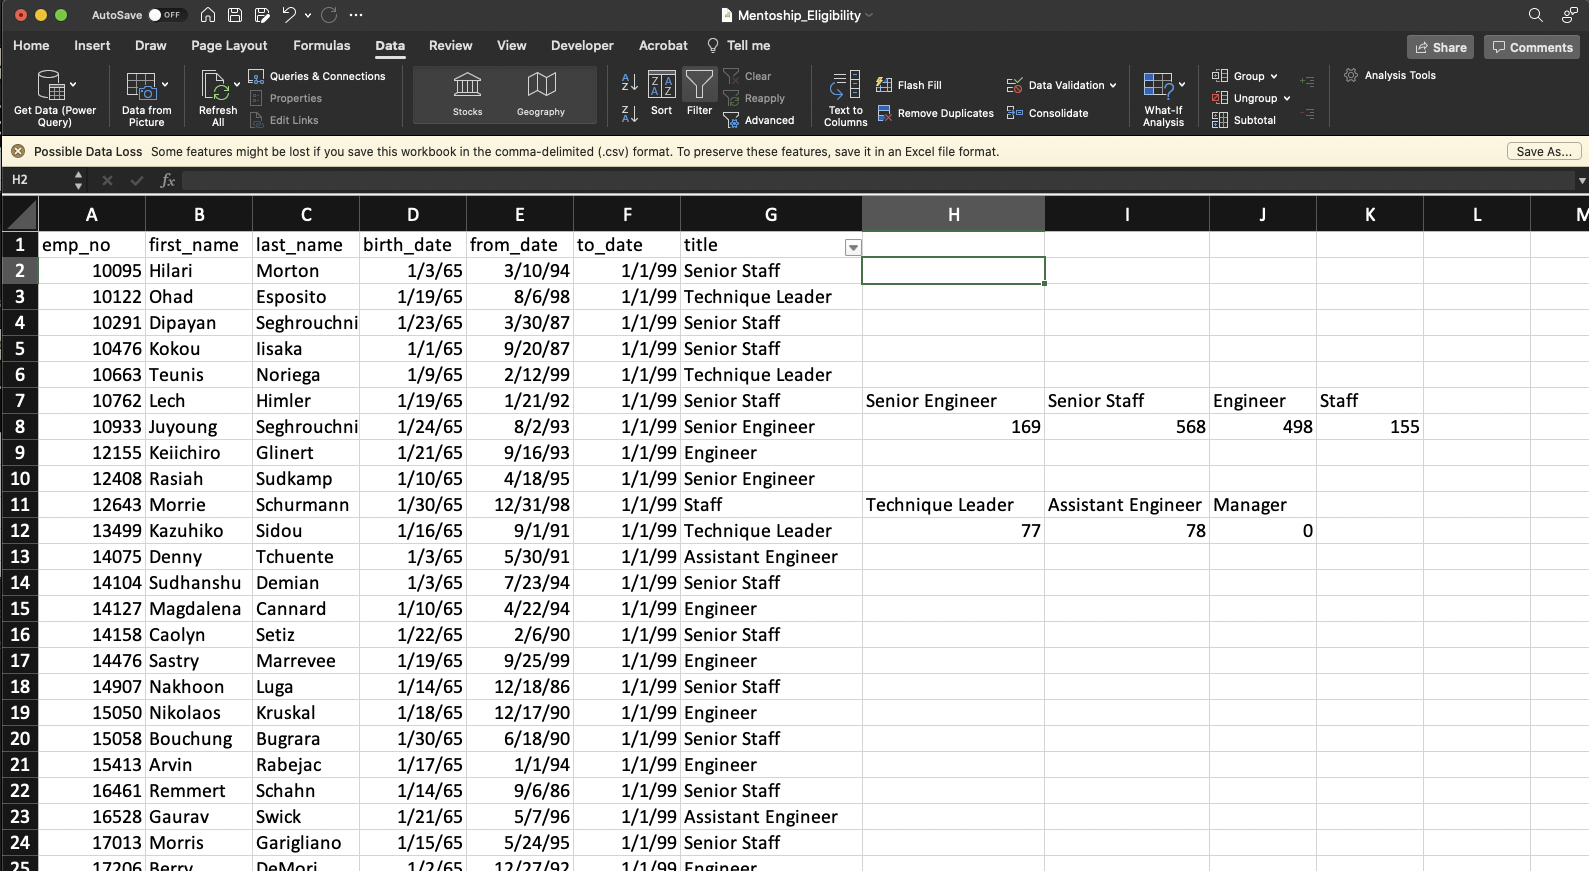 AutoSave OFF Mentoship_Eligibility
Home Insert Draw Page Layout Formulas Data Review View Developer Acrobat Tell me Share Comments
Get Data (Power Query)
Data from Picture
Refresh All
Queries & Connections
Properties
Edit Links
Stocks
Geography
Sort
Filter
Clear
Reapply
Advanced
Text to Columns
Flash Fill
Remove Duplicates
Data Validation
Consolidate
What-If Analysis
Group
Ungroup
Subtotal
Analysis Tools
Possible Data Loss Some features might be lost if you save this workbook in the comma-delimited (.csv) format. To preserve these features, save it in an Excel file format. Save As...
H2 fx
A B C D E F G H I J K L M
1 emp_no first_name last_name birth_date from_date to_date title
2 10095 Hilari Morton 1/3/65 3/10/94 1/1/99 Senior Staff
3 10122 Ohad Esposito 1/19/65 8/6/98 1/1/99 Technique Leader
4 10291 Dipayan Seghrouchni 1/23/65 3/30/87 1/1/99 Senior Staff
5 10476 Kokou Iisaka 1/1/65 9/20/87 1/1/99 Senior Staff
6 10663 Teunis Noriega 1/9/65 2/12/99 1/1/99 Technique Leader
7 10762 Lech Himler 1/19/65 1/21/92 1/1/99 Senior Staff Senior Engineer Senior Staff Engineer Staff
8 10933 Juyoung Seghrouchni 1/24/65 8/2/93 1/1/99 Senior Engineer 169 568 498 155
9 12155 Keiichiro Glinert 1/21/65 9/16/93 1/1/99 Engineer
10 12408 Rasiah Sudkamp 1/10/65 4/18/95 1/1/99 Senior Engineer
11 12643 Morrie Schurmann 1/30/65 12/31/98 1/1/99 Staff Technique Leader Assistant Engineer Manager
12 13499 Kazuhiko Sidou 1/16/65 9/1/91 1/1/99 Technique Leader 77 78 0
13 14075 Denny Tchuente 1/3/65 5/30/91 1/1/99 Assistant Engineer
14 14104 Sudhanshu Demian 1/3/65 7/23/94 1/1/99 Senior Staff
15 14127 Magdalena Cannard 1/10/65 4/22/94 1/1/99 Engineer
16 14158 Caolyn Setiz 1/22/65 2/6/90 1/1/99 Senior Staff
17 14476 Sastry Marrevee 1/19/65 9/25/99 1/1/99 Engineer
18 14907 Nakhoon Luga 1/14/65 12/18/86 1/1/99 Senior Staff
19 15050 Nikolaos Kruskal 1/18/65 12/17/90 1/1/99 Engineer
20 15058 Bouchung Bugrara 1/30/65 6/18/90 1/1/99 Senior Staff
21 15413 Arvin Rabejac 1/17/65 1/1/94 1/1/99 Engineer
22 16461 Remmert Schahn 1/14/65 9/6/86 1/1/99 Senior Staff
23 16528 Gaurav Swick 1/21/65 5/7/96 1/1/99 Assistant Engineer
24 17013 Morris Garigliano 1/15/65 5/24/95 1/1/99 Senior Staff
25 17206 Berry DeMori 1/2/65 12/27/92 1/1/99 Engineer